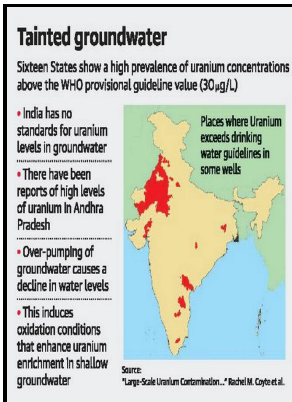 Tainted groundwater
Sixteen States show a high prevalence of uranium concentrations
above the WHO provisional guideline value (30µg/L)
• India has no
standards for uranium
levels in groundwater
• There have been
reports of high levels
of uranium in Andhra
Pradesh
• Over-pumping of
groundwater causes a
decline in water levels
• This induces
oxidation conditions
that enhance uranium
enrichment in shallow
groundwater
Places where Uranium
exceeds drinking
water guidelines in
some wells
Source:
"Large-Scale Uranium Contamination..." Rachel M. Coyte et al.